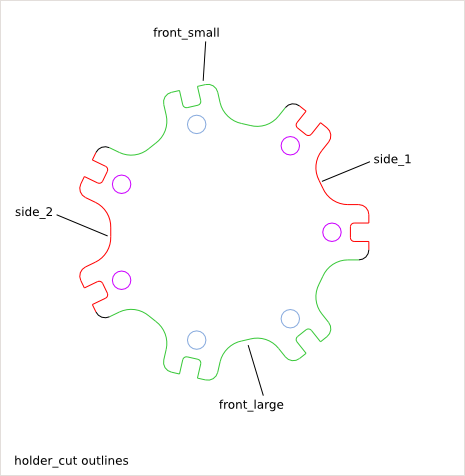 front_small
side_1
side_2
front_large
holder_cut outlines